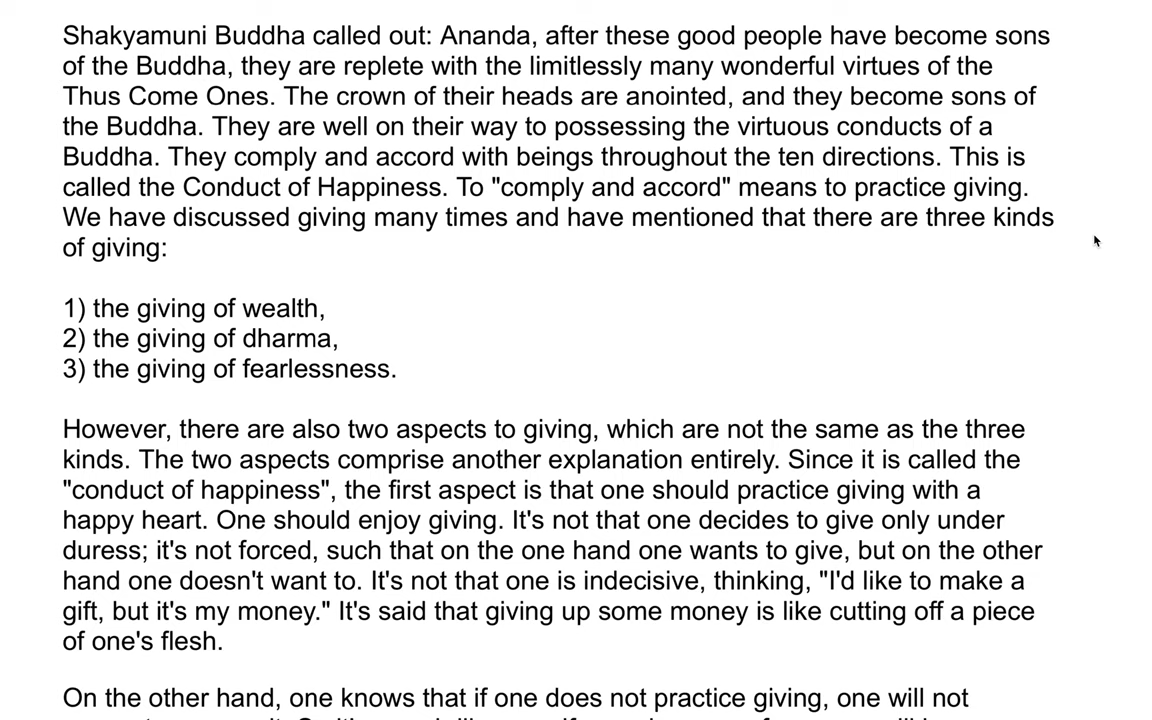 Shakyamuni Buddha called out: Ananda, after these good people have become sons
of the Buddha, they are replete with the limitlessly many wonderful virtues of the
Thus Come Ones. The crown of their heads are anointed, and they become sons of
the Buddha. They are well on their way to possessing the virtuous conducts of a
Buddha. They comply and accord with beings throughout the ten directions. This is
called the Conduct of Happiness. To "comply and accord" means to practice giving.
We have discussed giving many times and have mentioned that there are three kinds
of giving:
1) the giving of wealth,
2) the giving of dharma,
3) the giving of fearlessness.
However, there are also two aspects to giving, which are not the same as the three
kinds. The two aspects comprise another explanation entirely. Since it is called the
"conduct of happiness", the first aspect is that one should practice giving with a
happy heart. One should enjoy giving. It's not that one decides to give only under
duress; it's not forced, such that on the one hand one wants to give, but on the other
hand one doesn't want to. It's not that one is indecisive, thinking, "I'd like to make a
gift, but it's my money." It's said that giving up some money is like cutting off a piece
of one's flesh.
On the other hand, one knows that if one does not practice giving, one will not